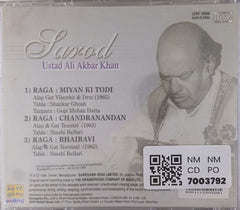 Sarod
Ustad Ali Akbar Khan
1) RAGA : MIYAN KI TODI
Alap Gat Vilambit & Drut (1965)
Tabla : Shankar Ghosh
Tanpura : Gopi Mohan Dutta
2) RAGA : CHANDRANANDAN
Alap & Gat Teentaal (1962)
Tabla : Shashi Bellari
3) RAGA : BHAIRAVI
Alap & Gat Teentaal (1962)
Tabla : Shashi Bellari
NM NM
CD PO
7003782